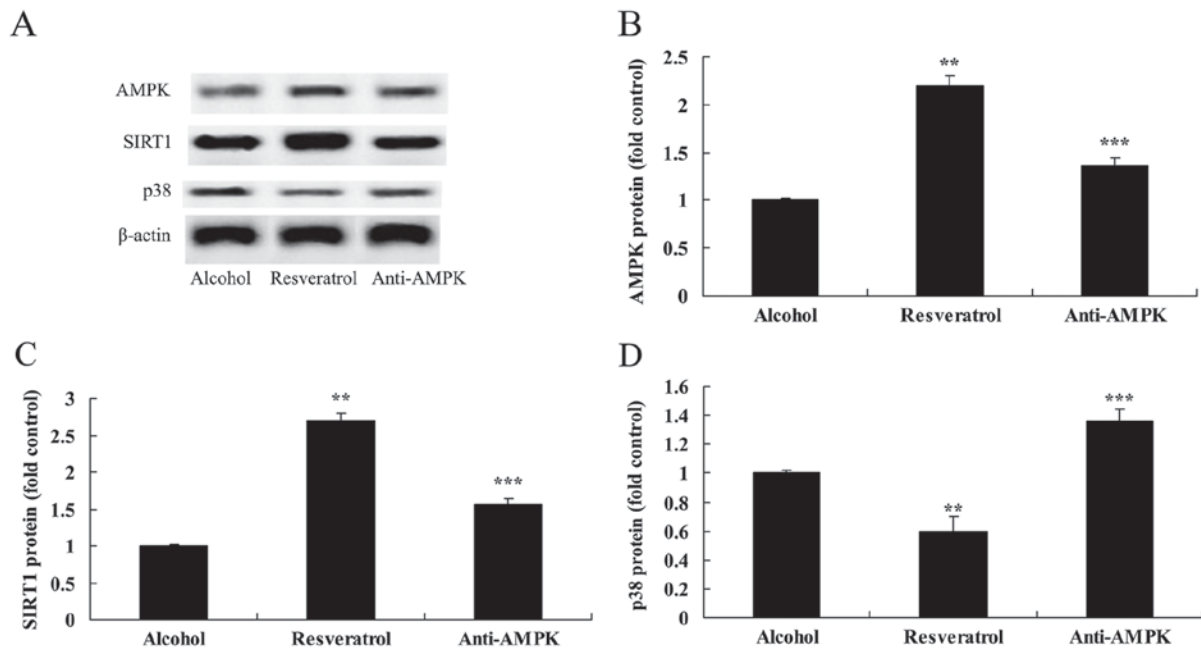 A
AMPK
SIRT1
p38
β-actin
Alcohol Resveratrol Anti-AMPK
B
AMPK protein (fold control)
2.5
2
1.5
1
0.5
0
**
***
Alcohol Resveratrol Anti-AMPK
C
SIRT1 protein (fold control)
3
2.5
2
1.5
1
0.5
0
**
***
Alcohol Resveratrol Anti-AMPK
D
p38 protein (fold control)
1.6
1.4
1.2
1
0.8
0.6
0.4
0.2
0
**
***
Alcohol Resveratrol Anti-AMPK